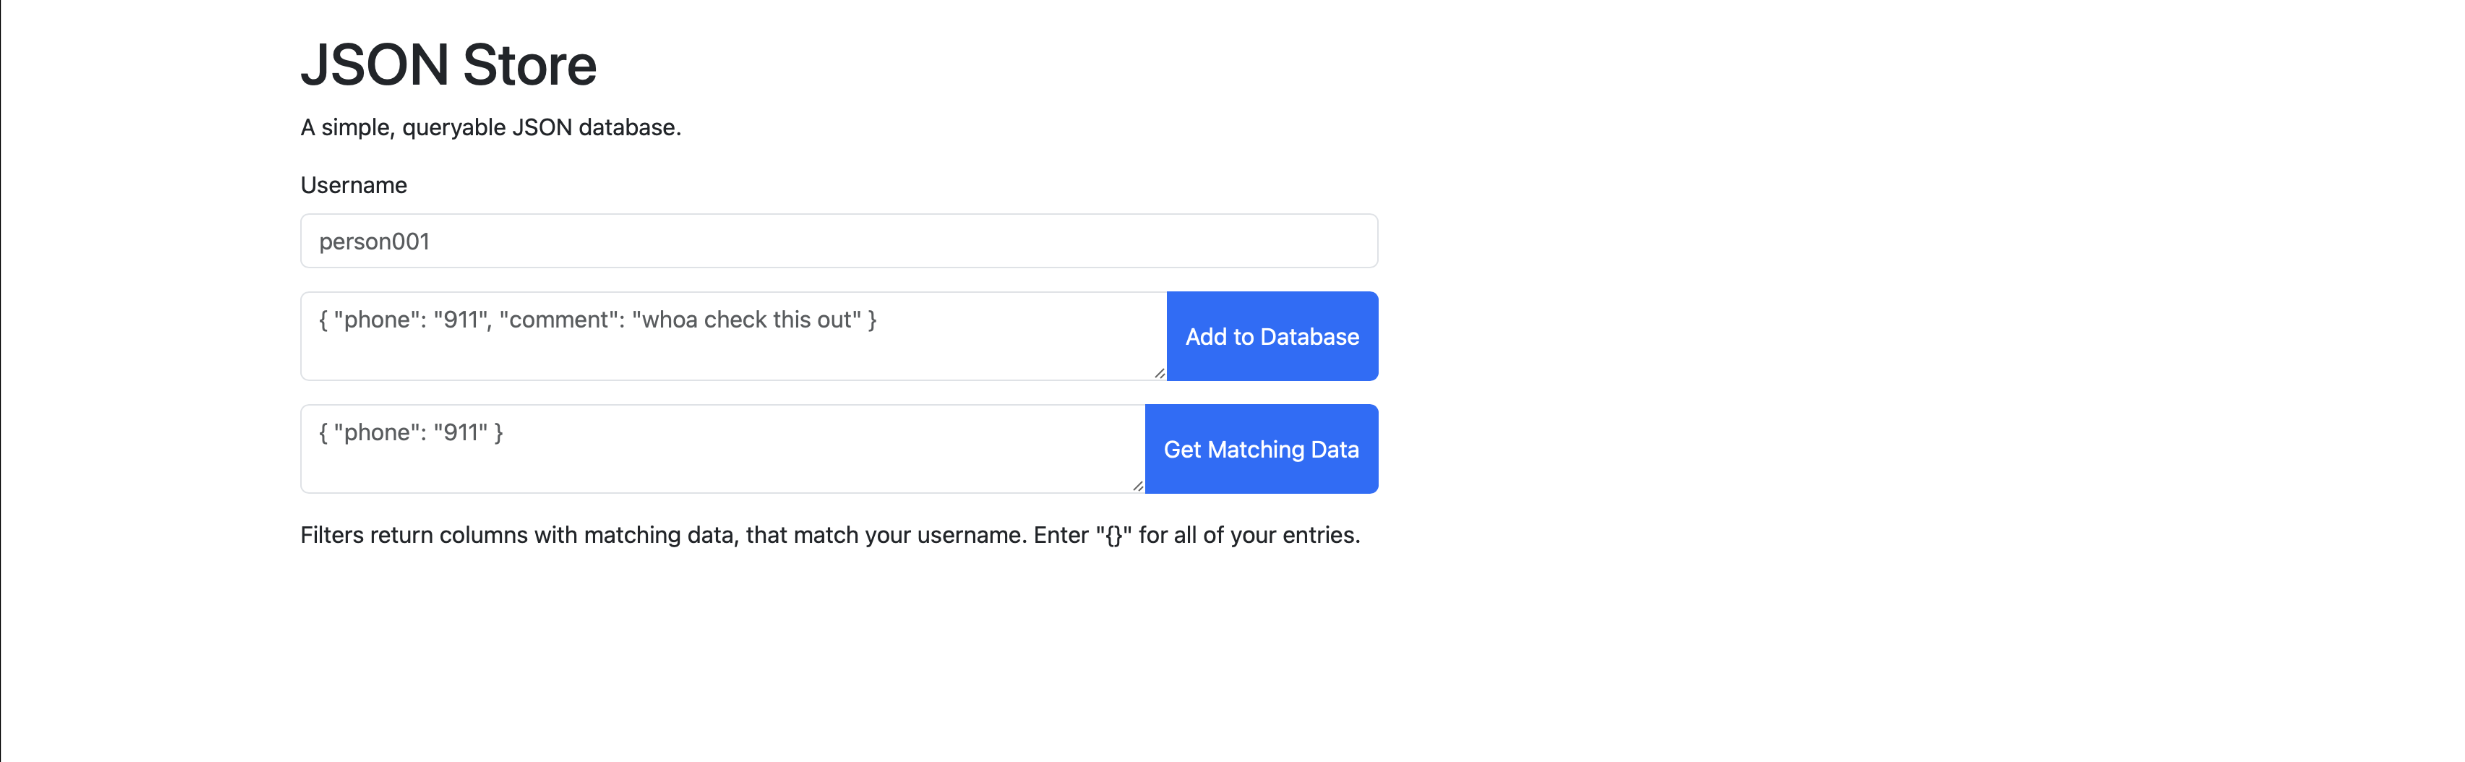 JSON Store
A simple, queryable JSON database.
Username
person001
{ "phone": "911", "comment": "whoa check this out" }
Add to Database
{ "phone": "911" }
Get Matching Data
Filters return columns with matching data, that match your username. Enter "{}" for all of your entries.